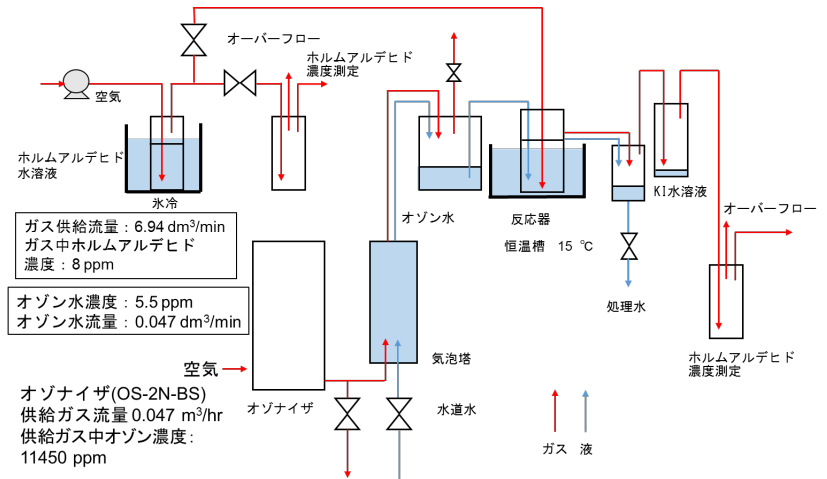 オーバーフロー
ホルムアルデヒド
濃度測定
空気
ホルムアルデヒド
水溶液
氷冷
KI水溶液
オゾン水
反応器
恒温槽 15 ℃
オーバーフロー
ガス供給流量：6.94 dm³/min
ガス中ホルムアルデヒド
濃度：8 ppm
オゾン水濃度：5.5 ppm
オゾン水流量：0.047 dm³/min
処理水
気泡塔
ホルムアルデヒド
濃度測定
空気
オゾナイザ(OS-2N-BS)
供給ガス流量 0.047 m³/hr
供給ガス中オゾン濃度：
11450 ppm
オゾナイザ
水道水
ガス
液